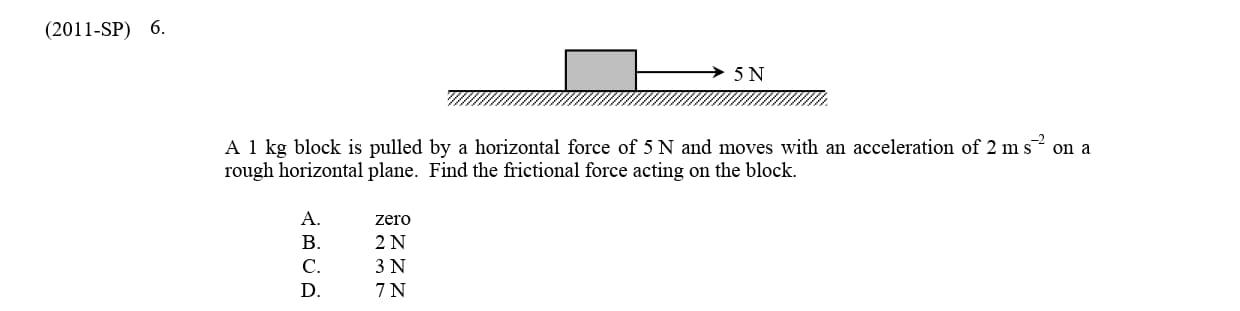 (2011-SP) 6.
5 N
A 1 kg block is pulled by a horizontal force of 5 N and moves with an acceleration of 2 m s⁻² on a
rough horizontal plane. Find the frictional force acting on the block.
A. zero
B. 2 N
C. 3 N
D. 7 N